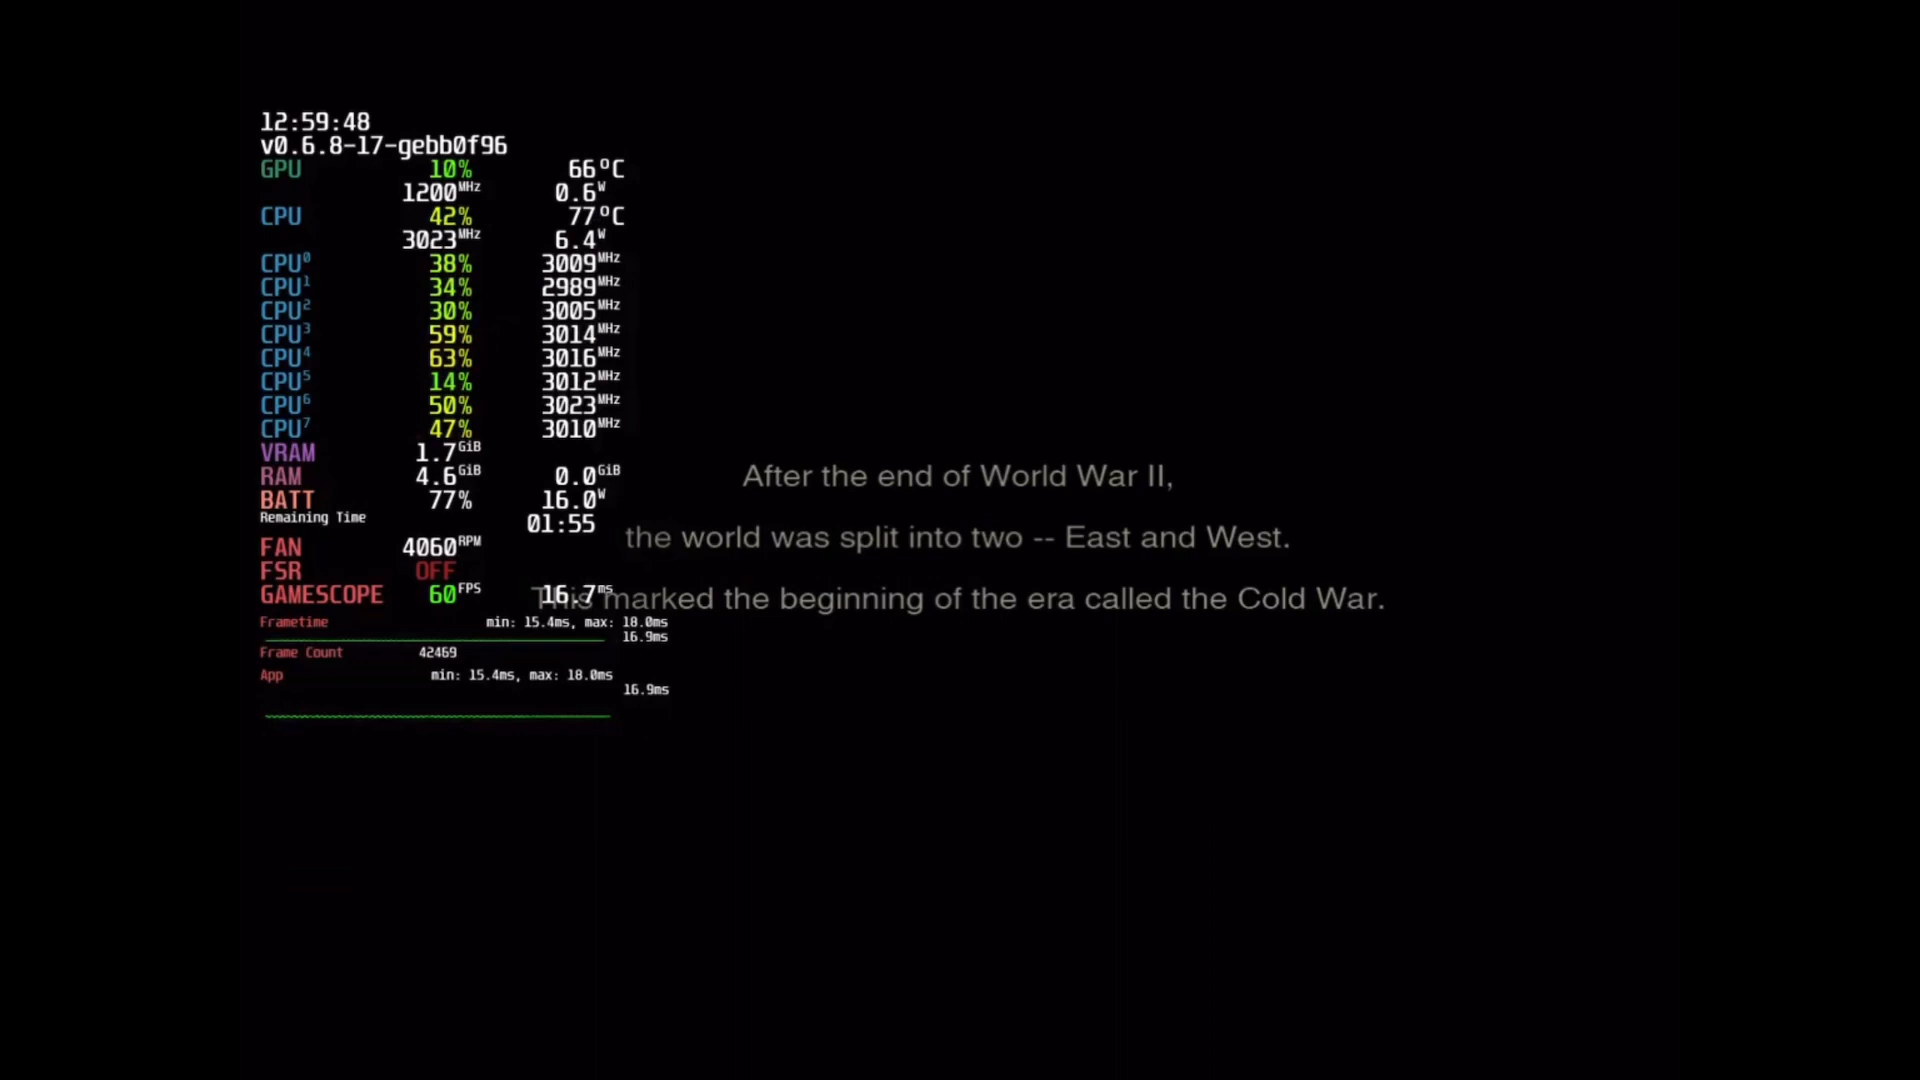 12:59:48
v0.6.8-17-gebb0f96
GPU 10% 66°C
1200MHz 0.6W
CPU 42% 77°C
3023MHz 6.4W
CPU0 38% 3009MHz
CPU1 34% 2989MHz
CPU2 30% 3005MHz
CPU3 59% 3014MHz
CPU4 63% 3016MHz
CPU5 14% 3012MHz
CPU6 50% 3023MHz
CPU7 47% 3010MHz
VRAM 1.7GiB
RAM 4.6GiB 0.0GiB
BATT 77% 16.0W
Remaining Time 01:55
FAN 4060RPM
FSR OFF
GAMESCOPE 60FPS 16.7ms
Frametime min: 15.4ms, max: 18.0ms
16.9ms
Frame Count 42469
App min: 15.4ms, max: 18.0ms
16.9ms
After the end of World War II,
the world was split into two -- East and West.
This marked the beginning of the era called the Cold War.